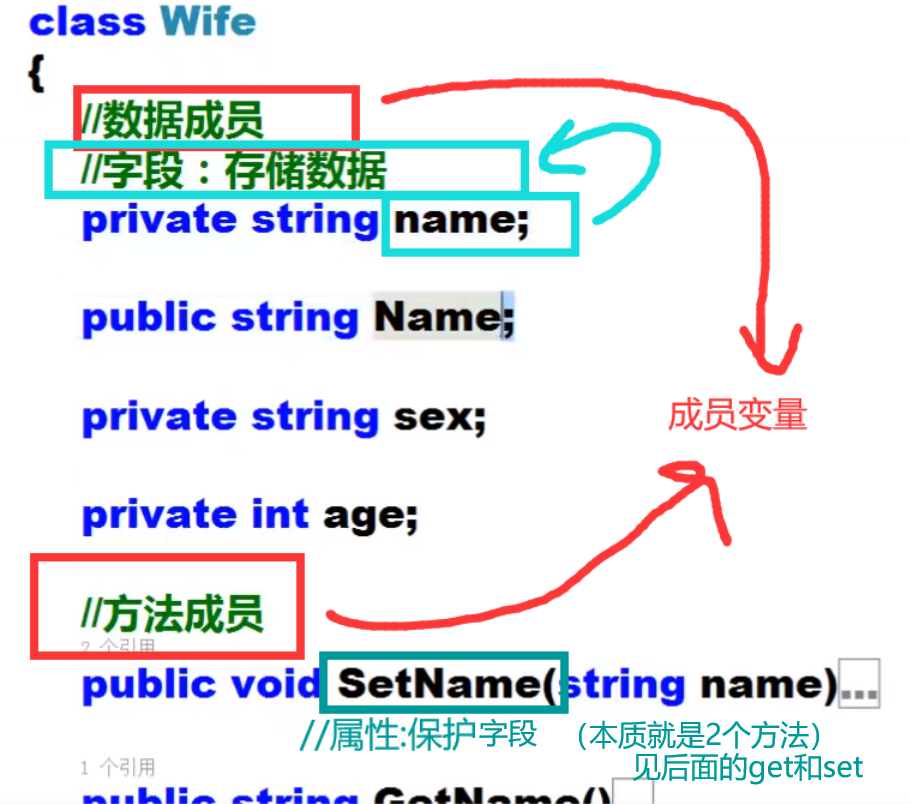 class Wife
{
//数据成员
//字段：存储数据
private string name;
public string Name;
private string sex;
成员变量
private int age;
//方法成员
2 个引用
public void SetName(string name)...
//属性:保护字段 （本质就是2个方法）
见后面的get和set
1 个引用
public string GetName()